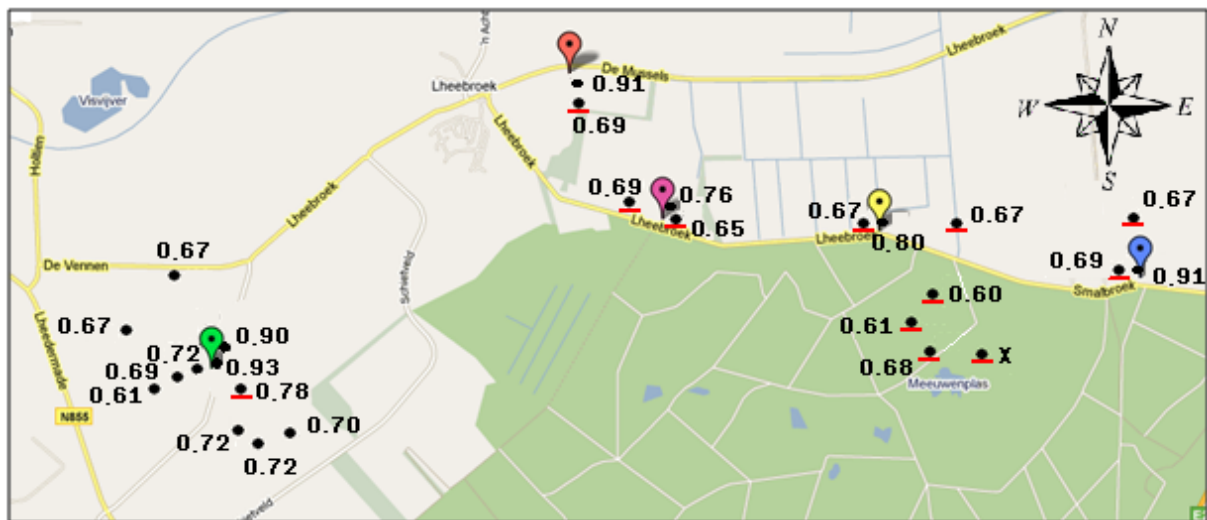 N
W E
S
'n Acht
Lheebroek
De Mussels
Lheebroek
Visvijver
0.91
0.69
Holtien
Lheebroek
Lheebroek
0.69
0.76
Lheebroek
0.65
0.67
Lheebroek
0.80
0.67
0.67
0.69
0.91
Smalbroek
De Vennen
0.67
Schietveld
0.60
0.61
0.68
X
Meeuwenplas
Lheedermade
0.67
0.90
0.72
0.93
0.69
0.61
0.78
N855
0.72
0.70
0.72